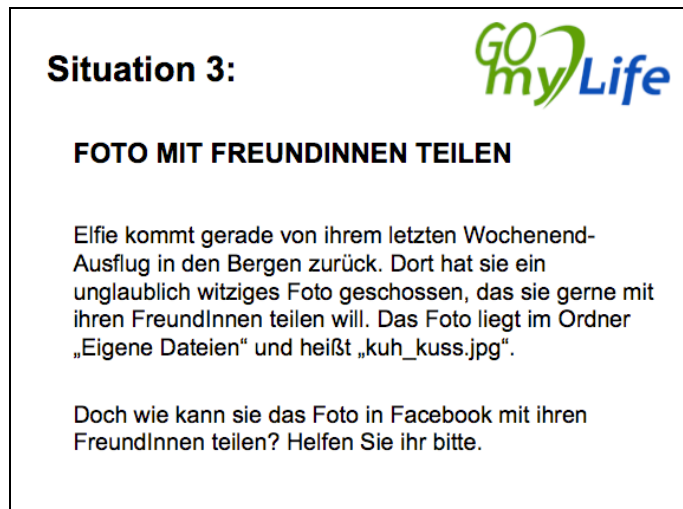 Situation 3:
GO
myLife
FOTO MIT FREUNDINNEN TEILEN
Elfie kommt gerade von ihrem letzten Wochenend-
Ausflug in den Bergen zurück. Dort hat sie ein
unglaublich witziges Foto geschossen, das sie gerne mit
ihren FreundInnen teilen will. Das Foto liegt im Ordner
„Eigene Dateien“ und heißt „kuh_kuss.jpg“.
Doch wie kann sie das Foto in Facebook mit ihren
FreundInnen teilen? Helfen Sie ihr bitte.